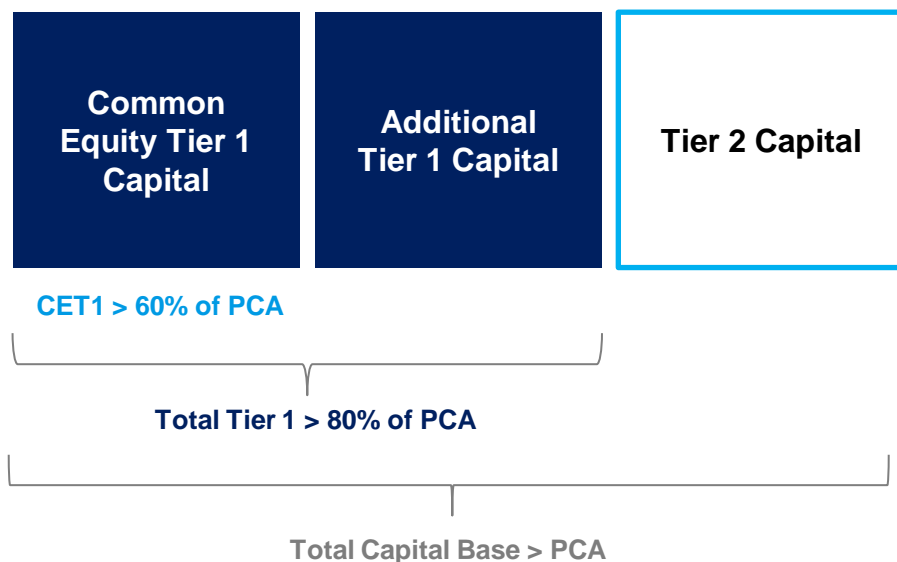 Common
Equity Tier 1
Capital
Additional
Tier 1 Capital
Tier 2 Capital
CET1 > 60% of PCA
Total Tier 1 > 80% of PCA
Total Capital Base > PCA